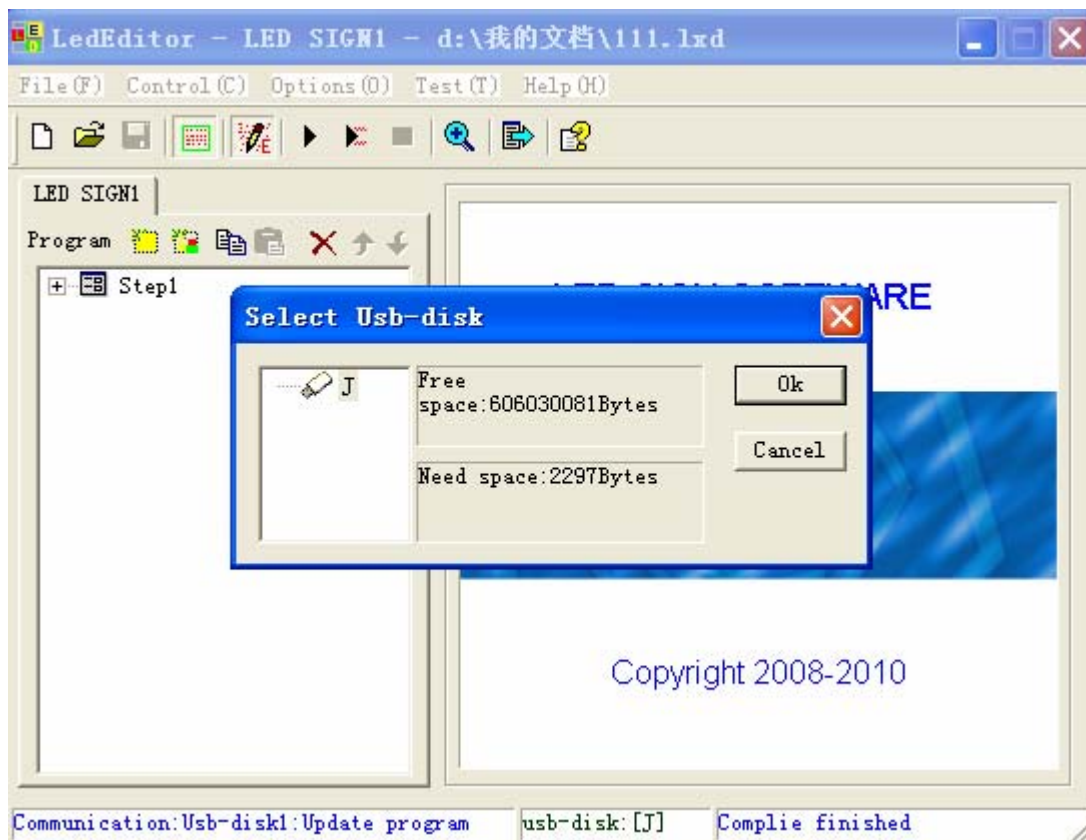 LedEditor - LED SIGN1 - d:\我的文档\111.lxd
File(F) Control(C) Options(O) Test(T) Help(H)
LED SIGN1
Program
Step1
Select Usb-disk
J
Free
space:606030081Bytes
Need space:2297Bytes
Ok
Cancel
Copyright 2008-2010
Communication:Usb-disk1:Update program
usb-disk:[J]
Complie finished